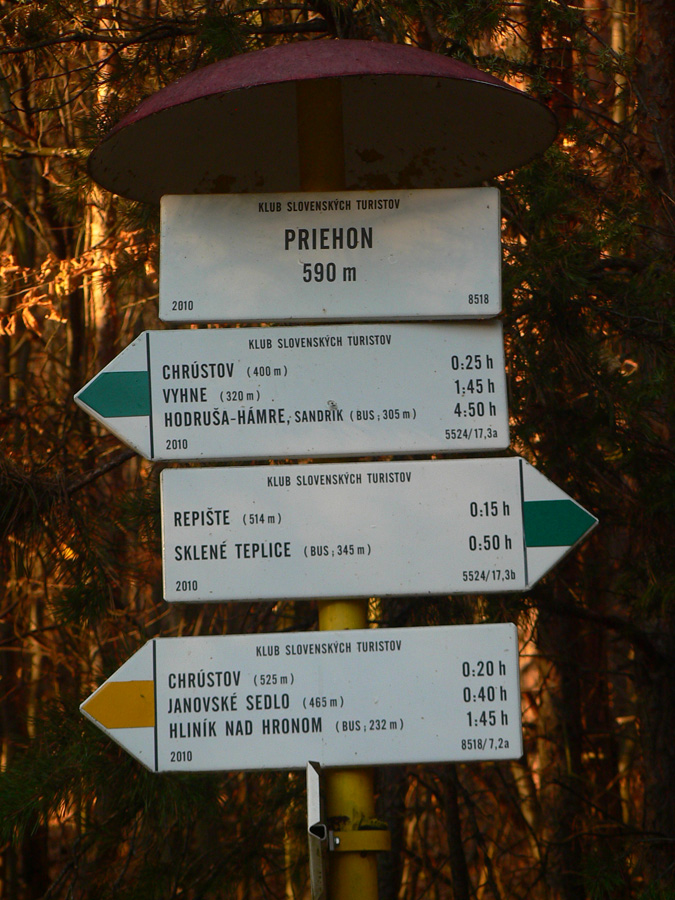 KLUB SLOVENSKÝCH TURISTOV
PRIEHON
590 m
2010 8518
KLUB SLOVENSKÝCH TURISTOV
CHRÚSTOV (400 m) 0:25 h
VYHNE (320 m) 1:45 h
HODRUŠA-HÁMRE, SANDRIK (BUS; 305 m) 4:50 h
2010 5524/17,3a
KLUB SLOVENSKÝCH TURISTOV
REPIŠTE (514 m) 0:15 h
SKLENÉ TEPLICE (BUS; 345 m) 0:50 h
2010 5524/17,3b
KLUB SLOVENSKÝCH TURISTOV
CHRÚSTOV (525 m) 0:20 h
JANOVSKÉ SEDLO (465 m) 0:40 h
HLINÍK NAD HRONOM (BUS; 232 m) 1:45 h
2010 8518/7,2a